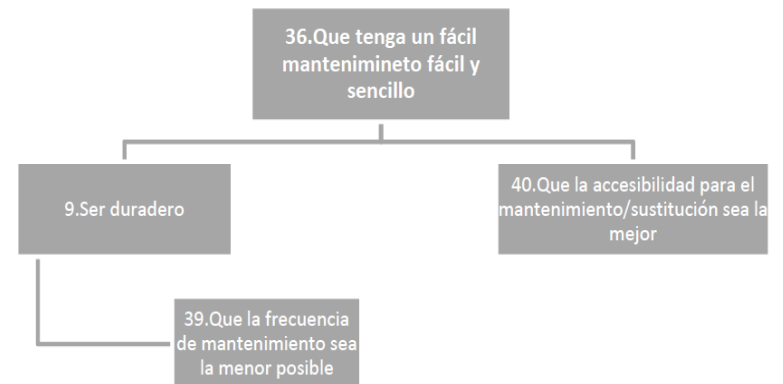 36.Que tenga un fácil
mantenimineto fácil y
sencillo
9.Ser duradero
40.Que la accesibilidad para el
mantenimiento/sustitución sea la
mejor
39.Que la frecuencia
de mantenimiento sea
la menor posible